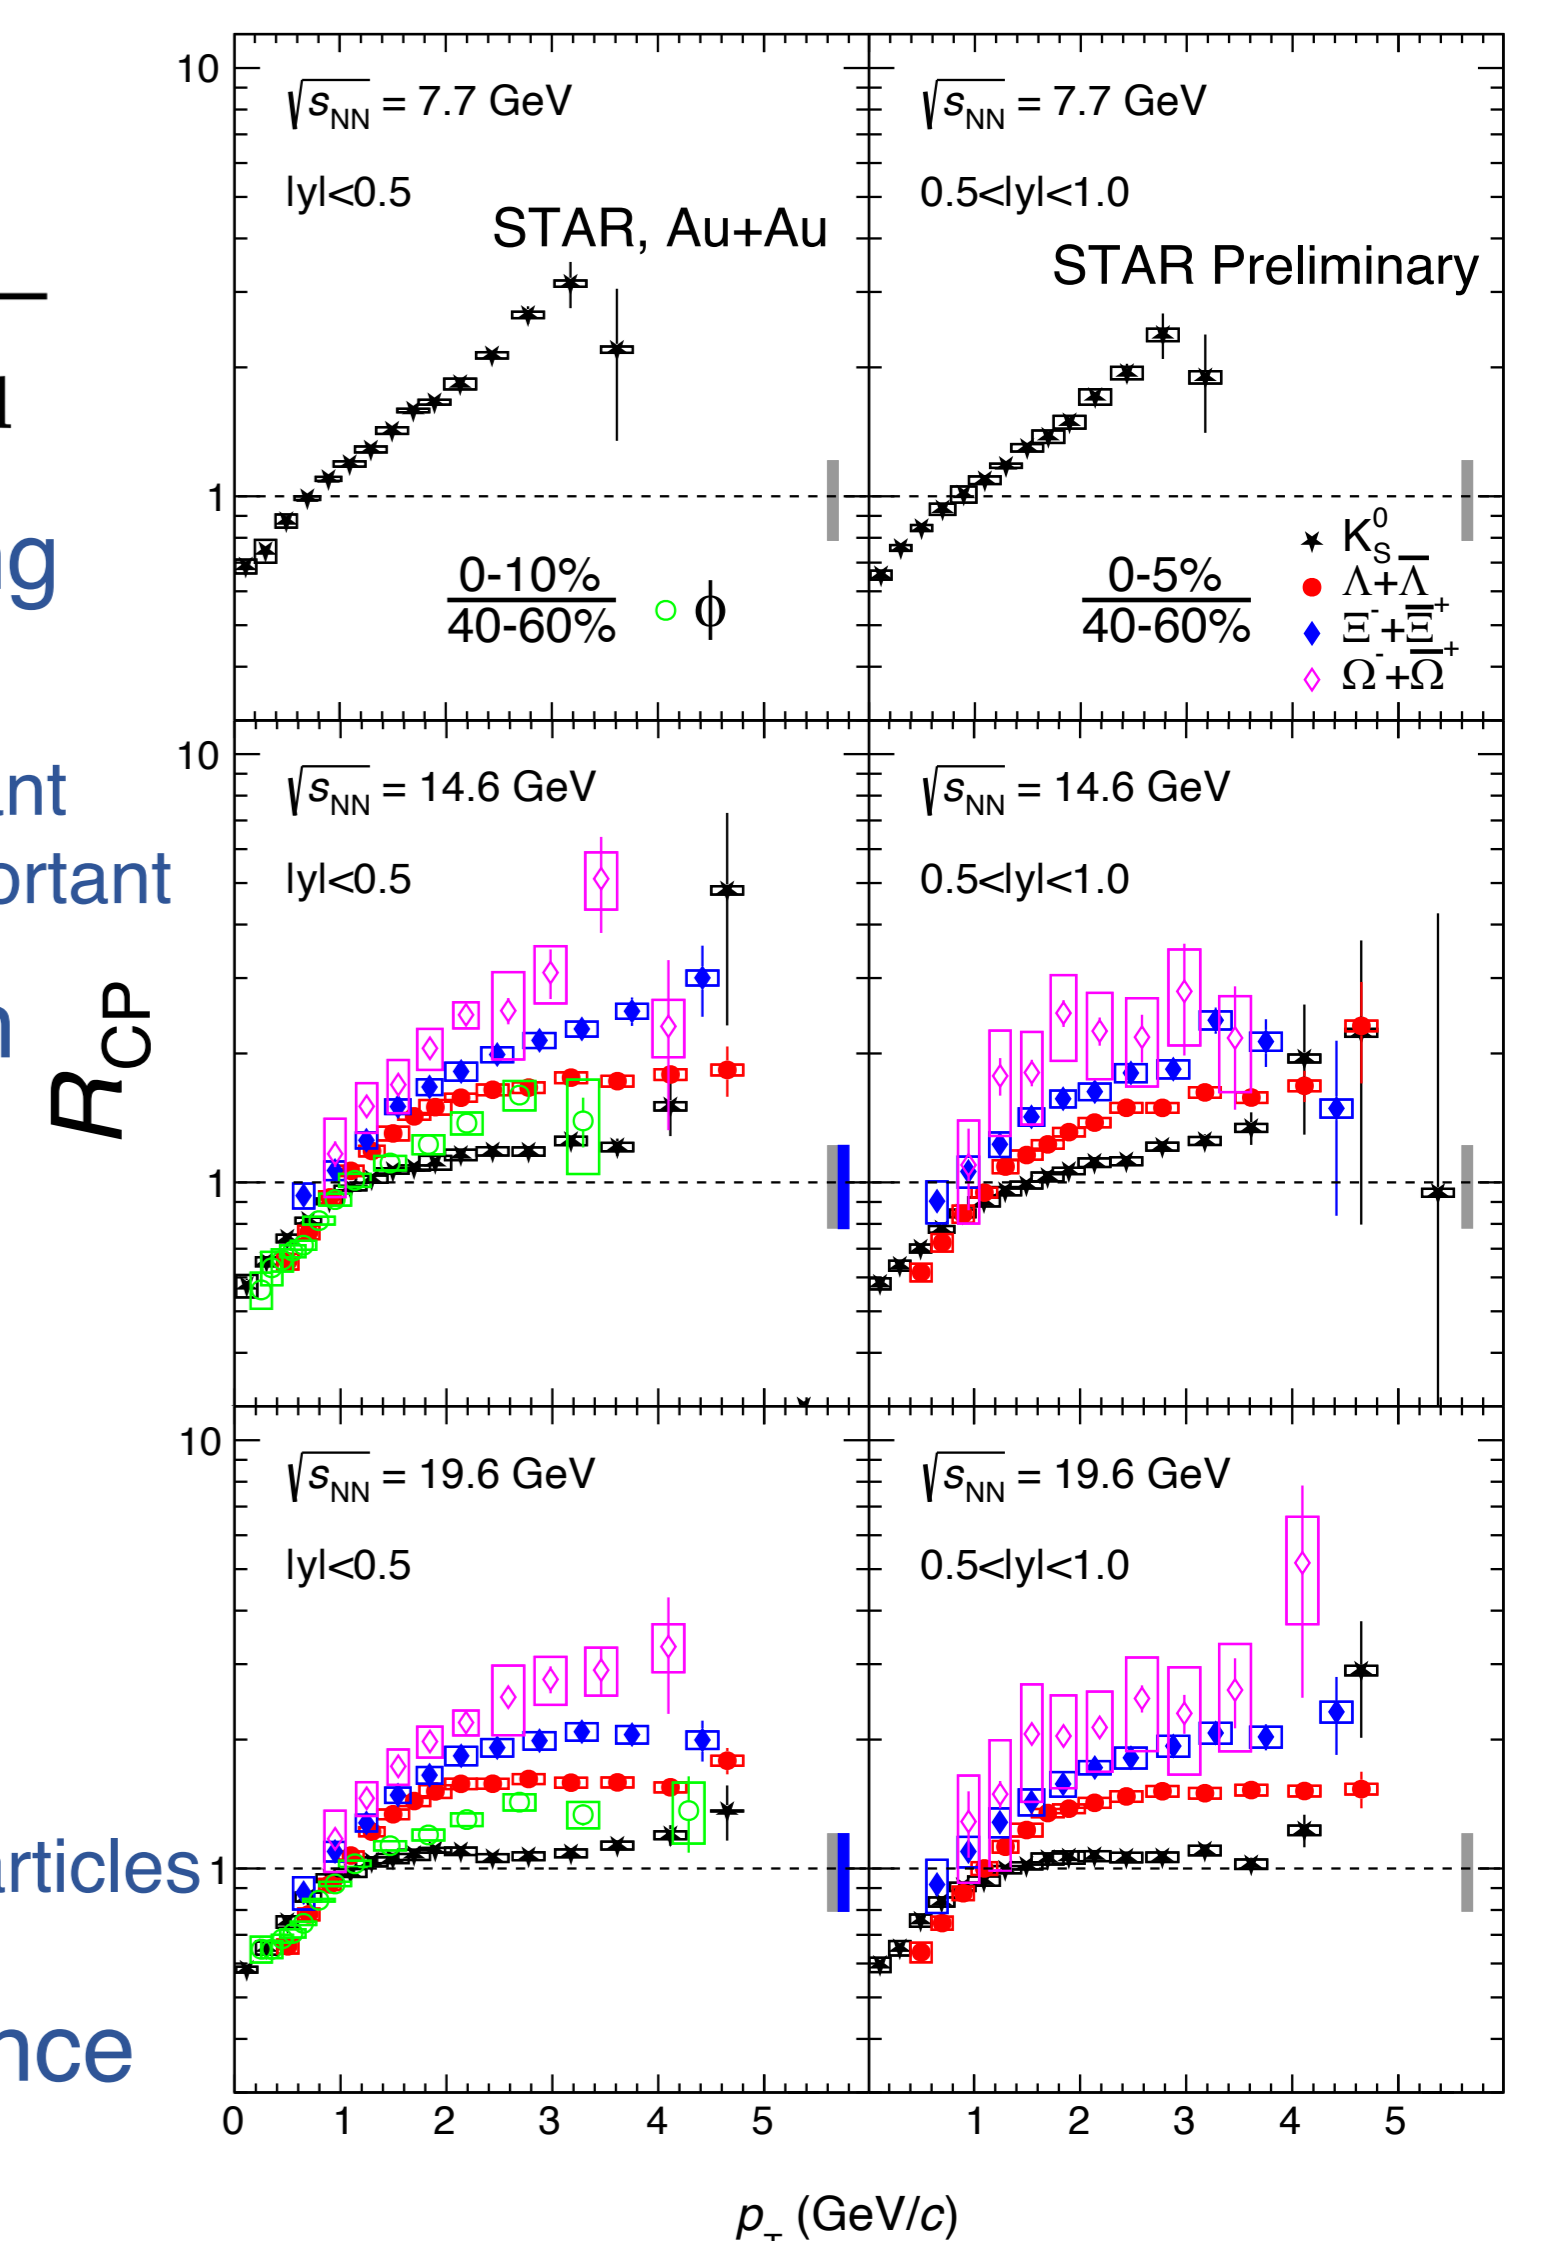 10
√sNN = 7.7 GeV
|y|<0.5
STAR, Au+Au
1
0-10%
40-60%
ϕ
√sNN = 7.7 GeV
0.5<|y|<1.0
STAR Preliminary
K⁰S
Λ+Λ̅
Ξ⁻+Ξ̅⁺
Ω⁻+Ω̅⁺
0-5%
40-60%
10
√sNN = 14.6 GeV
|y|<0.5
1
√sNN = 14.6 GeV
0.5<|y|<1.0
RCP
10
√sNN = 19.6 GeV
|y|<0.5
1
√sNN = 19.6 GeV
0.5<|y|<1.0
0 1 2 3 4 5 1 2 3 4 5
pT (GeV/c)
ng
ant
ortant
n
articles
nce